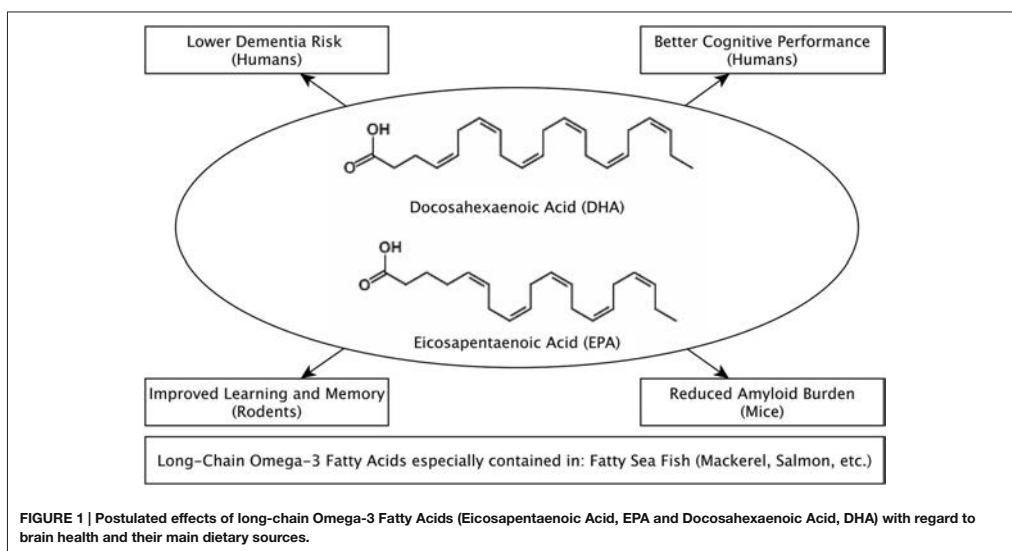 Lower Dementia Risk
(Humans)
Better Cognitive Performance
(Humans)
OH
O
Docosahexaenoic Acid (DHA)
OH
O
Eicosapentaenoic Acid (EPA)
Improved Learning and Memory
(Rodents)
Reduced Amyloid Burden
(Mice)
Long-Chain Omega-3 Fatty Acids especially contained in: Fatty Sea Fish (Mackerel, Salmon, etc.)
FIGURE 1 | Postulated effects of long-chain Omega-3 Fatty Acids (Eicosapentaenoic Acid, EPA and Docosahexaenoic Acid, DHA) with regard to
brain health and their main dietary sources.